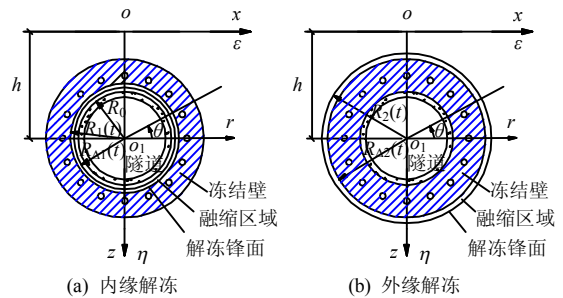 o x
ε
h
R₀
R₁(t)
θ r
R_A1(t) o₁
隧道
冻结壁
融缩区域
解冻锋面
z η
(a) 内缘解冻
o x
ε
h
R₂(t)
θ r
R_A2(t) o₁
隧道
冻结壁
融缩区域
解冻锋面
z η
(b) 外缘解冻